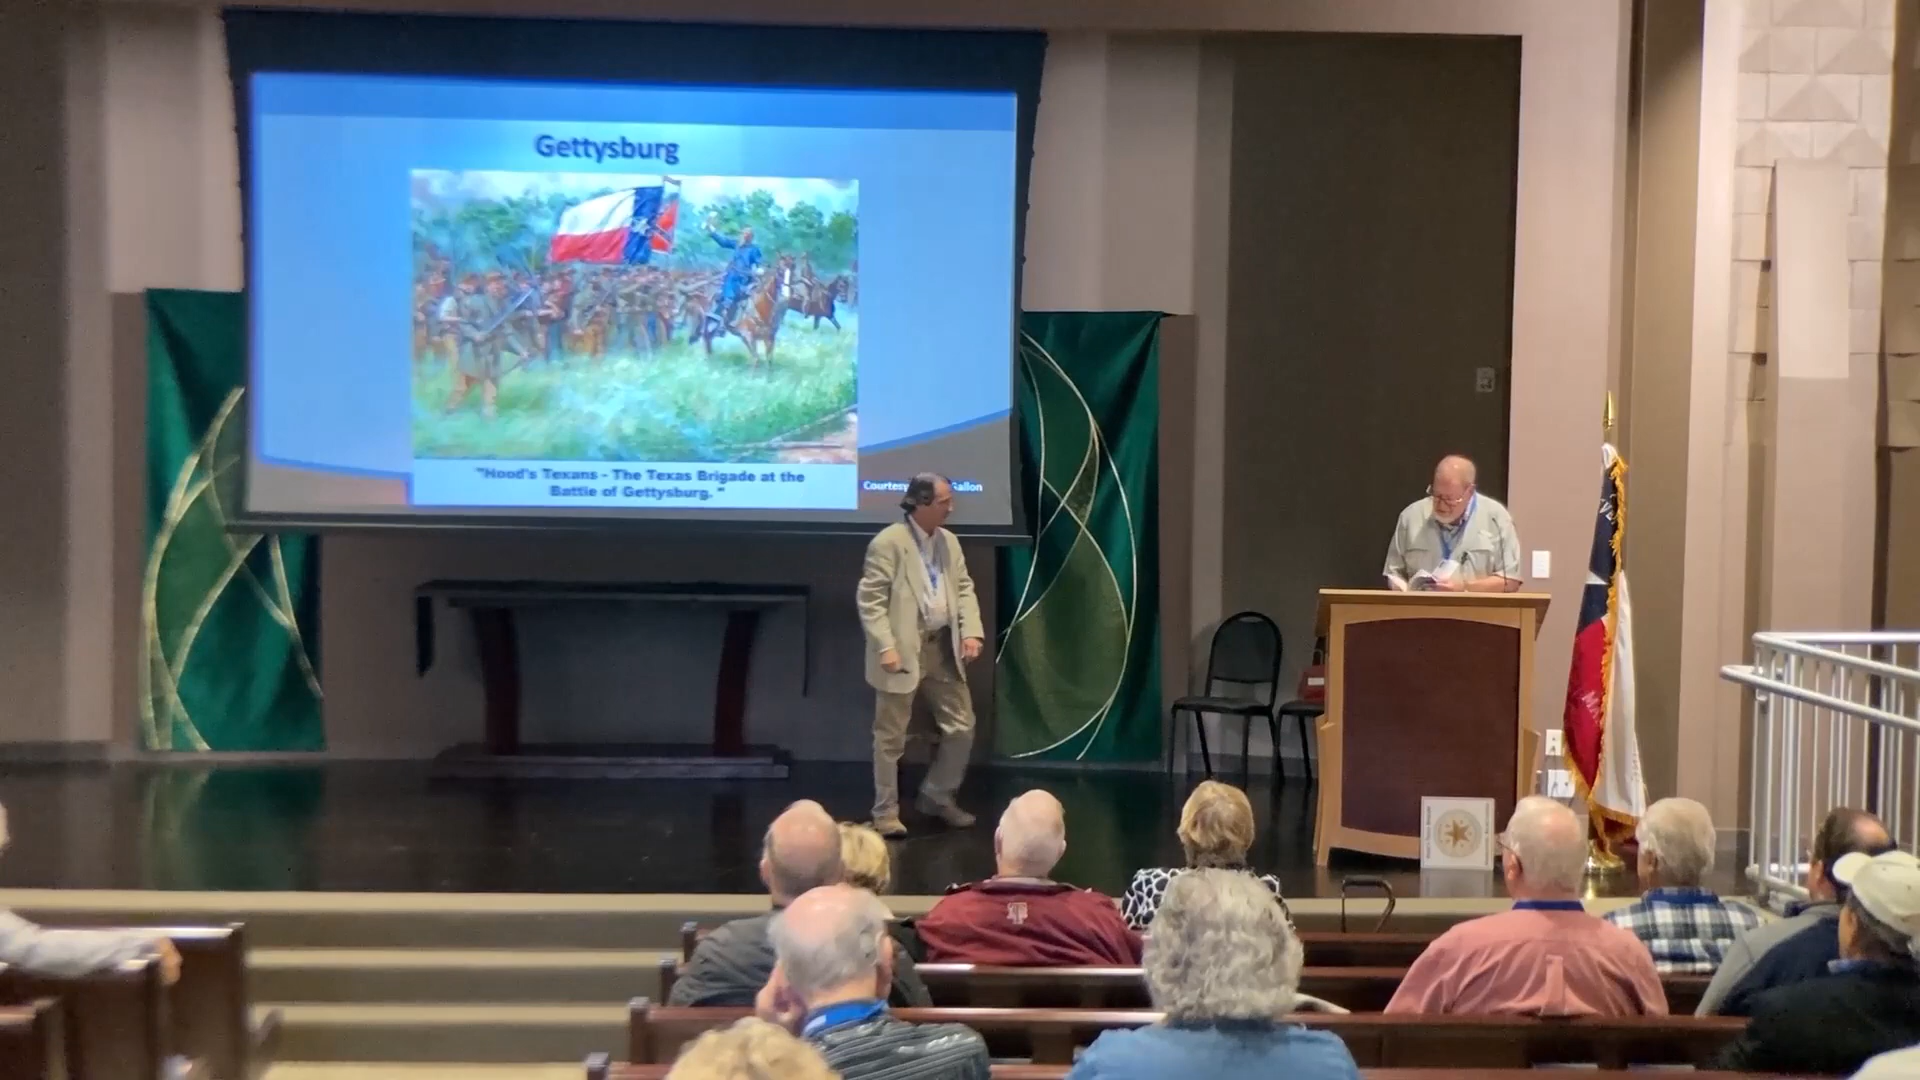 Gettysburg
"Hood's Texans - The Texas Brigade at the
Battle of Gettysburg."
Courtesy Gallon